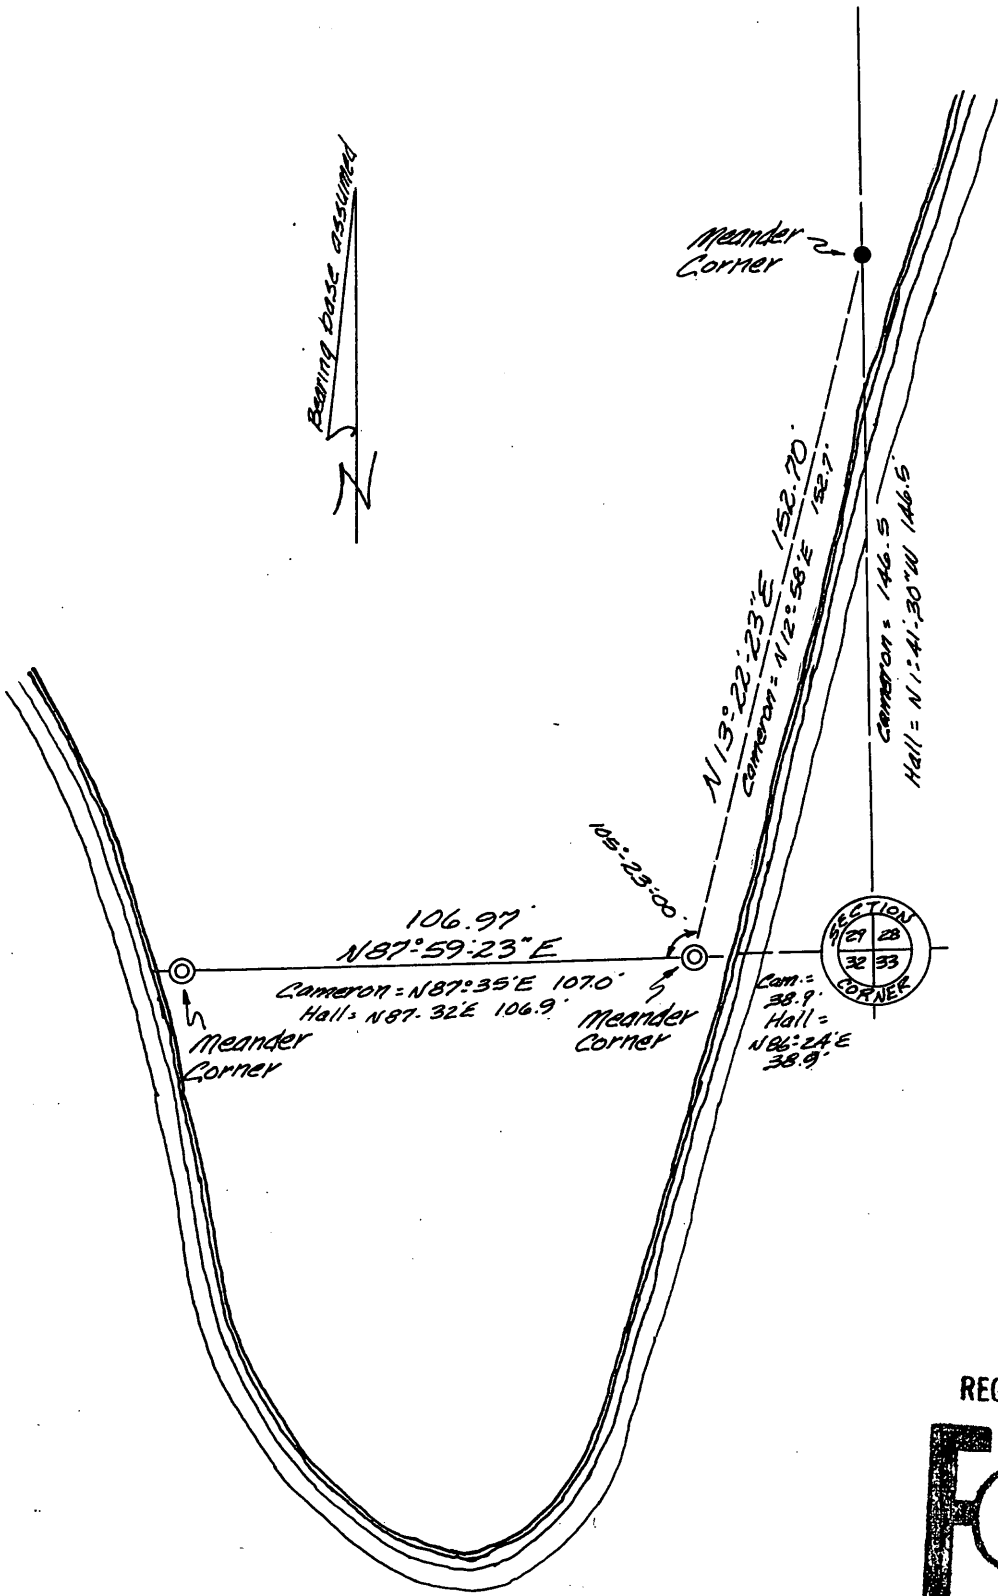 Bearing base assumed
N
Meander
Corner
N13°-22'-23"E 152.70'
Cameron = N12°58'E 152.7'
Cameron = 146.5
Hall = N1°-41'-30"W 146.5'
105°-23'-00"
106.97'
N87°-59'-23"E
Cameron = N87°35'E 107.0'
Hall = N87-32'E 106.9'
Meander
Corner
Meander
Corner
SECTION
29 28
32 33
CORNER
Cam. =
38.9'
Hall =
N86°-24'E
38.9'